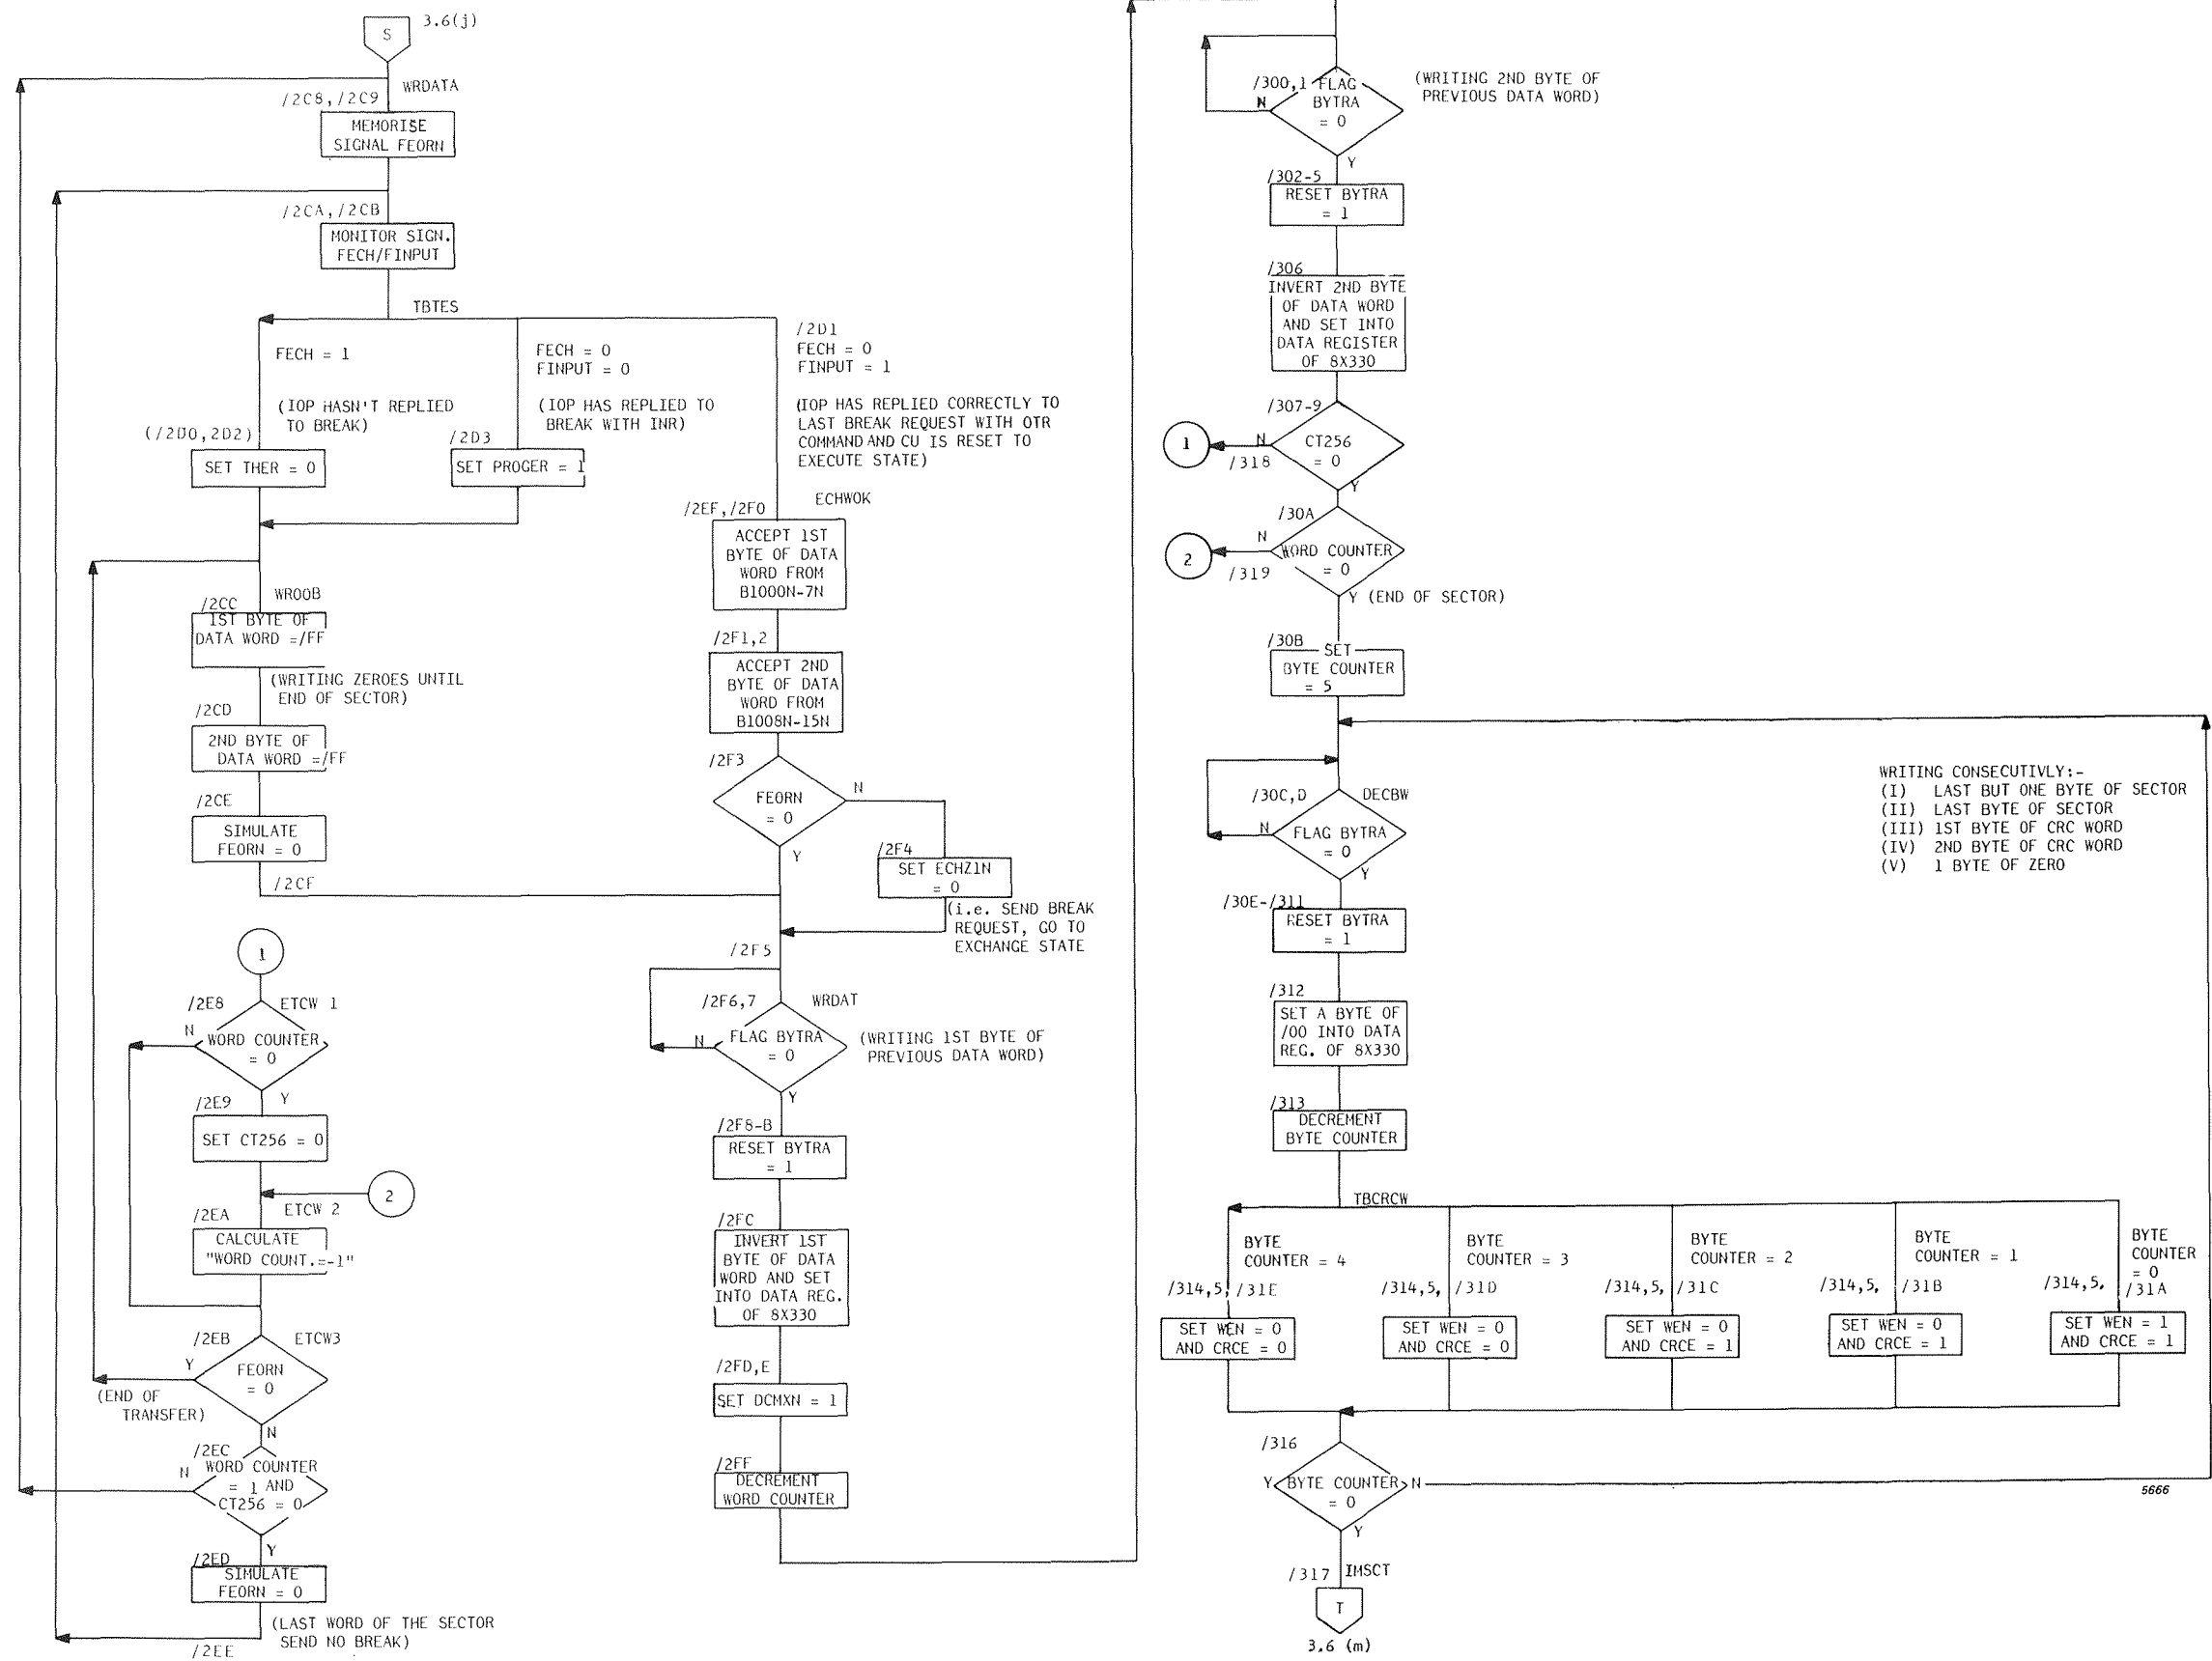 S
3.6(j)
WRDATA
/2C8,/2C9
MEMORISE
SIGNAL FEORN
/2CA,/2CB
MONITOR SIGN.
FECH/FINPUT
TBTES
FECH = 1
(IOP HASN'T REPLIED
TO BREAK)
(/2D0,2D2)
SET THER = 0
FECH = 0
FINPUT = 0
(IOP HAS REPLIED TO
BREAK WITH INR)
/2D3
SET PROGER = 1
/2D1
FECH = 0
FINPUT = 1
(IOP HAS REPLIED CORRECTLY TO
LAST BREAK REQUEST WITH OTR
COMMAND AND CU IS RESET TO
EXECUTE STATE)
ECHWOK
/2EF,/2F0
ACCEPT 1ST
BYTE OF DATA
WORD FROM
B1000N-7N
/2F1,2
ACCEPT 2ND
BYTE OF DATA
WORD FROM
B1008N-15N
/2F3
FEORN
= 0
N
Y
/2F4
SET ECHZ1N
= 0
(i.e. SEND BREAK
REQUEST, GO TO
EXCHANGE STATE
WROOB
/2CC
1ST BYTE OF
DATA WORD =/FF
(WRITING ZEROES UNTIL
END OF SECTOR)
/2CD
2ND BYTE OF
DATA WORD =/FF
/2CE
SIMULATE
FEORN = 0
/2CF
1
/2E8
ETCW 1
N
WORD COUNTER
= 0
Y
/2E9
SET CT256 = 0
2
ETCW 2
/2EA
CALCULATE
"WORD COUNT.=-1"
/2EB
ETCW3
Y
FEORN
= 0
(END OF
TRANSFER)
N
/2EC
N
WORD COUNTER
= 1 AND
CT256 = 0
Y
/2ED
SIMULATE
FEORN = 0
(LAST WORD OF THE SECTOR
SEND NO BREAK)
/2EE
/2F5
/2F6,7
WRDAT
N
FLAG BYTRA
= 0
(WRITING 1ST BYTE OF
PREVIOUS DATA WORD)
Y
/2F8-B
RESET BYTRA
= 1
/2FC
INVERT 1ST
BYTE OF DATA
WORD AND SET
INTO DATA REG.
OF 8X330
/2FD,E
SET DCMXN = 1
/2FF
DECREMENT
WORD COUNTER
/300,1
N
FLAG
BYTRA
= 0
(WRITING 2ND BYTE OF
PREVIOUS DATA WORD)
Y
/302-5
RESET BYTRA
= 1
/306
INVERT 2ND BYTE
OF DATA WORD
AND SET INTO
DATA REGISTER
OF 8X330
/307-9
1
N
CT256
= 0
/318
Y
/30A
2
N
WORD COUNTER
= 0
/319
Y (END OF SECTOR)
/30B
SET
BYTE COUNTER
= 5
/30C,D
DECBW
N
FLAG BYTRA
= 0
Y
WRITING CONSECUTIVLY:-
(I) LAST BUT ONE BYTE OF SECTOR
(II) LAST BYTE OF SECTOR
(III) 1ST BYTE OF CRC WORD
(IV) 2ND BYTE OF CRC WORD
(V) 1 BYTE OF ZERO
/30E-/311
RESET BYTRA
= 1
/312
SET A BYTE OF
/00 INTO DATA
REG. OF 8X330
/313
DECREMENT
BYTE COUNTER
TBCRCW
BYTE
COUNTER = 4
/314,5, /31E
SET WEN = 0
AND CRCE = 0
BYTE
COUNTER = 3
/314,5, /31D
SET WEN = 0
AND CRCE = 0
BYTE
COUNTER = 2
/314,5, /31C
SET WEN = 0
AND CRCE = 1
BYTE
COUNTER = 1
/314,5, /31B
SET WEN = 0
AND CRCE = 1
BYTE
COUNTER
= 0
/314,5, /31A
SET WEN = 1
AND CRCE = 1
/316
Y
BYTE COUNTER
= 0
N
Y
/317
IMSCT
T
3.6 (m)
5666